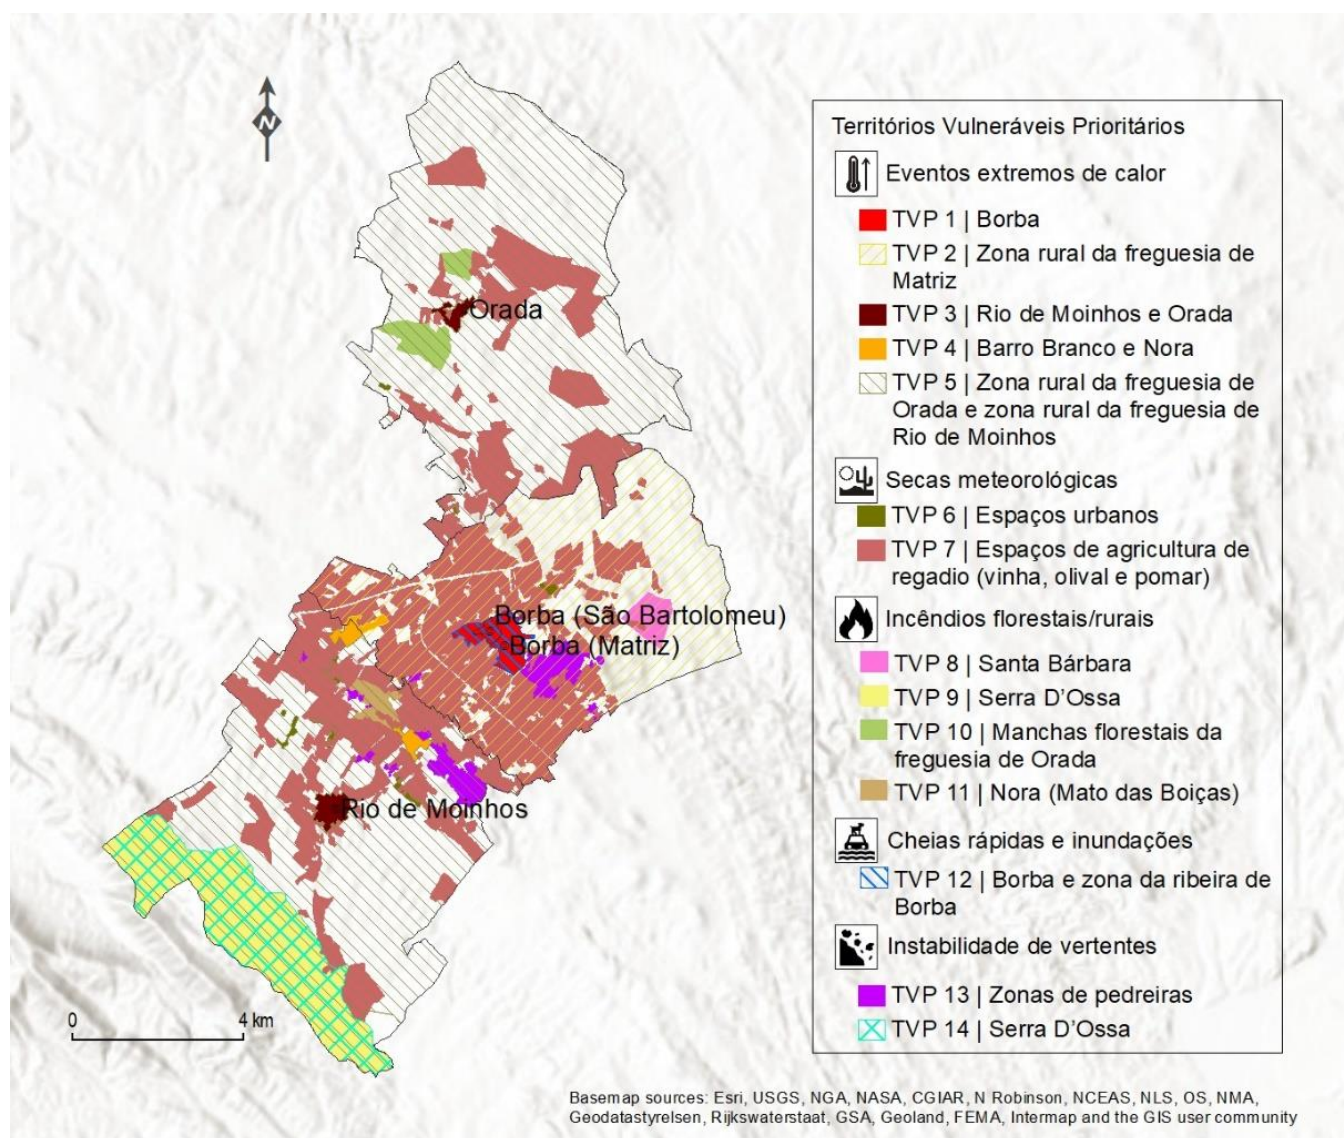 N
Orada
Borba (São Bartolomeu)
Borba (Matriz)
Rio de Moinhos
0 4 km
Territórios Vulneráveis Prioritários
Eventos extremos de calor
TVP 1 | Borba
TVP 2 | Zona rural da freguesia de
Matriz
TVP 3 | Rio de Moinhos e Orada
TVP 4 | Barro Branco e Nora
TVP 5 | Zona rural da freguesia de
Orada e zona rural da freguesia de
Rio de Moinhos
Secas meteorológicas
TVP 6 | Espaços urbanos
TVP 7 | Espaços de agricultura de
regadio (vinha, olival e pomar)
Incêndios florestais/rurais
TVP 8 | Santa Bárbara
TVP 9 | Serra D'Ossa
TVP 10 | Manchas florestais da
freguesia de Orada
TVP 11 | Nora (Mato das Boiças)
Cheias rápidas e inundações
TVP 12 | Borba e zona da ribeira de
Borba
Instabilidade de vertentes
TVP 13 | Zonas de pedreiras
TVP 14 | Serra D'Ossa
Basemap sources: Esri, USGS, NGA, NASA, CGIAR, N Robinson, NCEAS, NLS, OS, NMA,
Geodatastyrelsen, Rijkswaterstaat, GSA, Geoland, FEMA, Intermap and the GIS user community